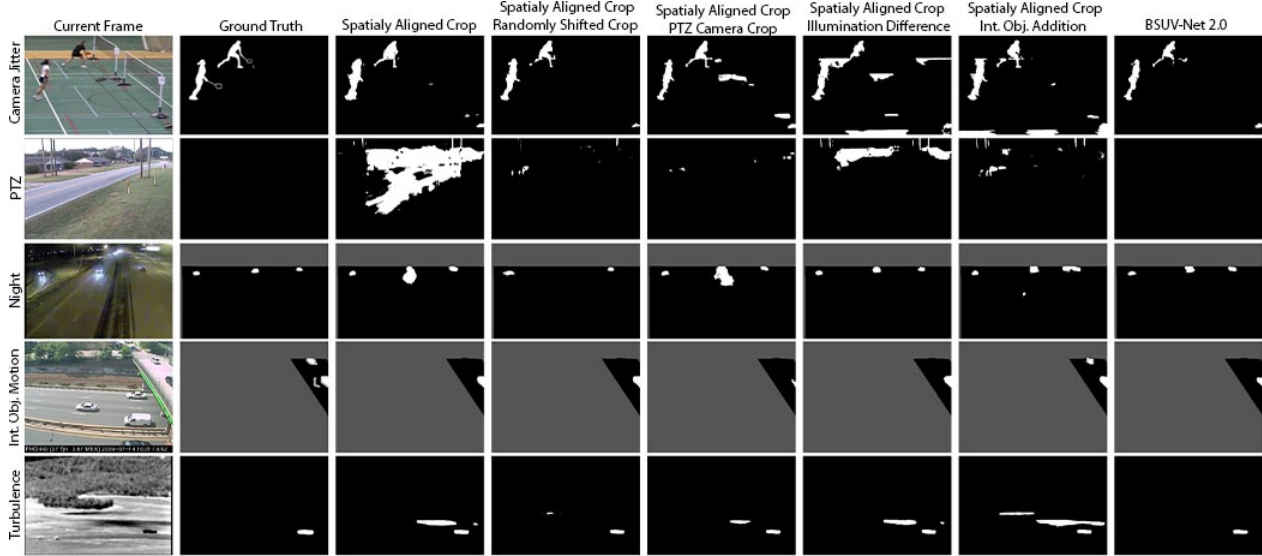 Current Frame
Ground Truth
Spatialy Aligned Crop
Spatialy Aligned Crop
Randomly Shifted Crop
Spatialy Aligned Crop
PTZ Camera Crop
Spatialy Aligned Crop
Illumination Difference
Spatialy Aligned Crop
Int. Obj. Addition
BSUV-Net 2.0
Camera Jitter
PTZ
Night
Int. Obj. Motion
Turbulence